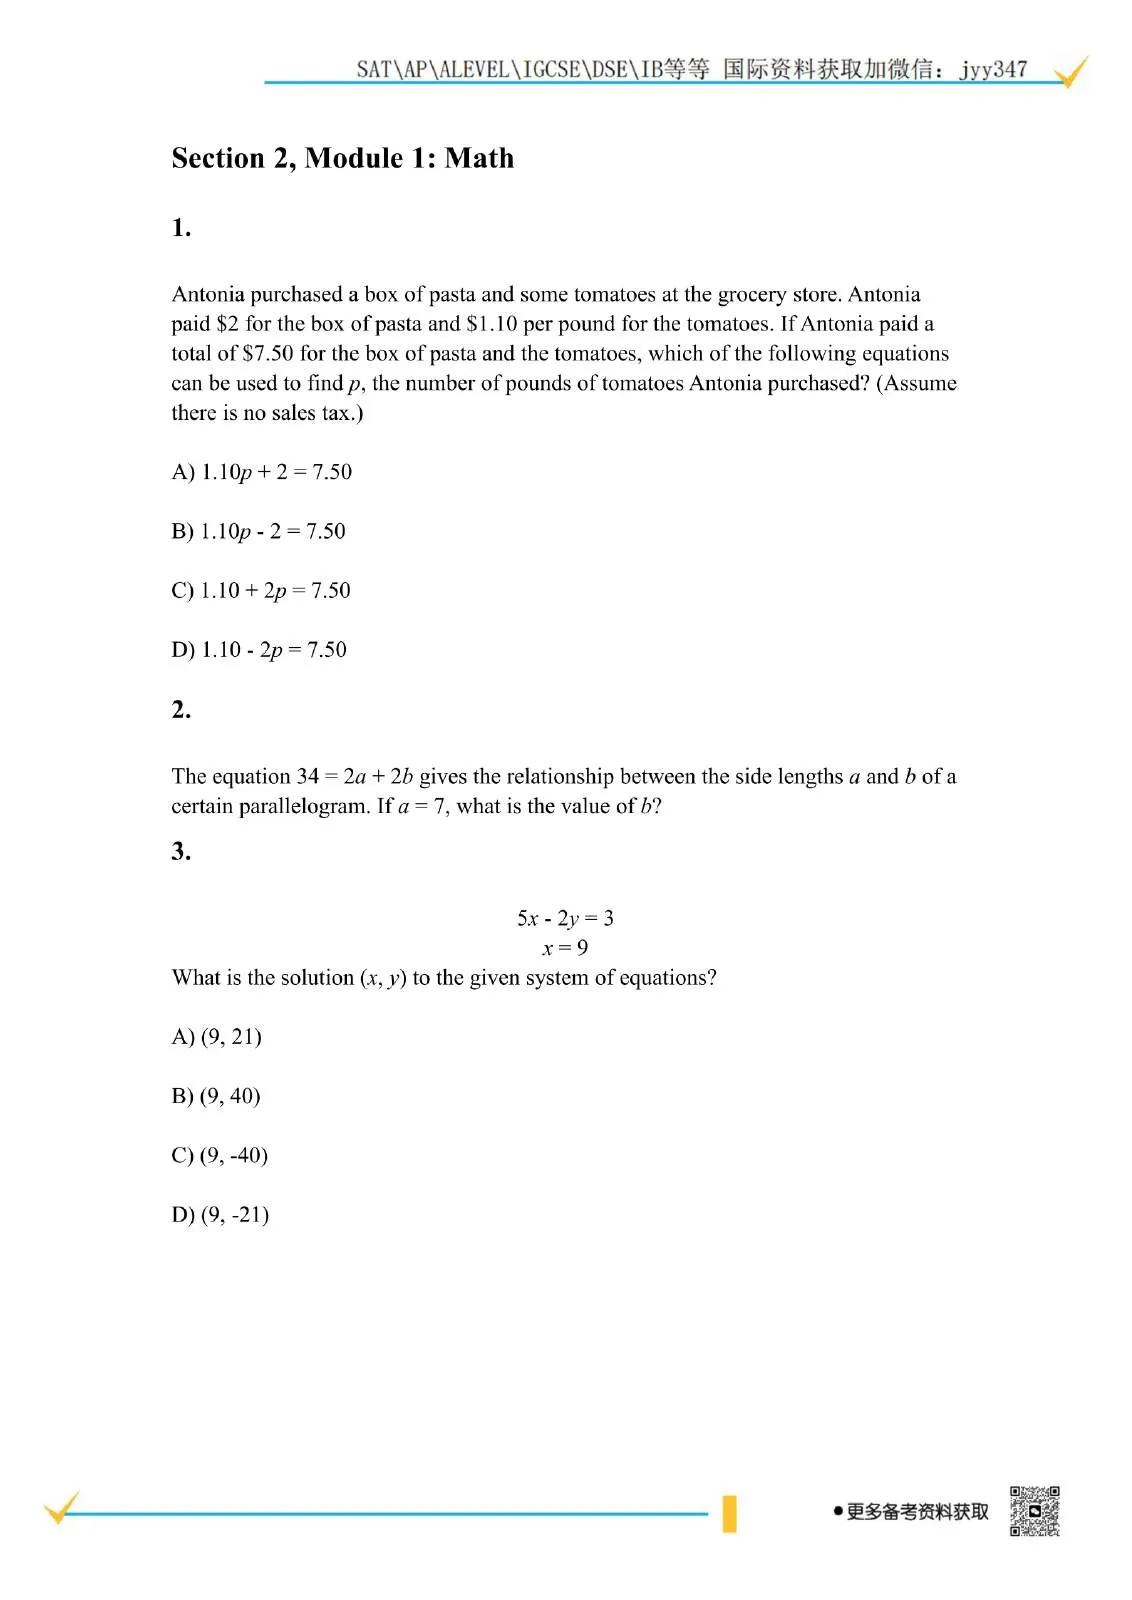 SAT\AP\ALEVEL\IGCSE\DSE\IB等等 国际资料获取加微信：jyy347
Section 2, Module 1: Math
1.
Antonia purchased a box of pasta and some tomatoes at the grocery store. Antonia
paid $2 for the box of pasta and $1.10 per pound for the tomatoes. If Antonia paid a
total of $7.50 for the box of pasta and the tomatoes, which of the following equations
can be used to find p, the number of pounds of tomatoes Antonia purchased? (Assume
there is no sales tax.)
A) 1.10p + 2 = 7.50
B) 1.10p - 2 = 7.50
C) 1.10 + 2p = 7.50
D) 1.10 - 2p = 7.50
2.
The equation 34 = 2a + 2b gives the relationship between the side lengths a and b of a
certain parallelogram. If a = 7, what is the value of b?
3.
5x - 2y = 3
x = 9
What is the solution (x, y) to the given system of equations?
A) (9, 21)
B) (9, 40)
C) (9, -40)
D) (9, -21)
●更多备考资料获取